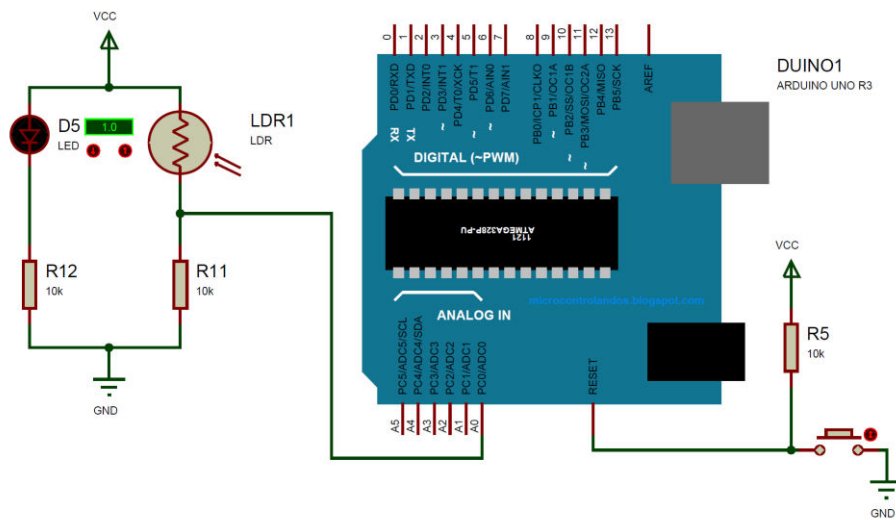 VCC
D5
LED
1.0
LDR1
LDR
R12
10k
R11
10k
GND
0
1
2
3
4
5
6
7
8
9
10
11
12
13
PD0/RXD
PD1/TXD
PD2/INT0
PD3/INT1
PD4/T0/XCK
PD5/T1
PD6/AIN0
PD7/AIN1
PB0/ICP1/CLKO
PB1/OC1A
PB2/SS/OC1B
PB3/MOSI/OC2A
PB4/MISO
PB5/SCK
AREF
RX
TX
~
~
~
~
~
~
DIGITAL (~PWM)
1121
ATMEGA328P-PU
microcontrolandos.blogspot.com
ANALOG IN
PC5/ADC5/SCL
PC4/ADC4/SDA
PC3/ADC3
PC2/ADC2
PC1/ADC1
PC0/ADC0
RESET
A5
A4
A3
A2
A1
A0
DUINO1
ARDUINO UNO R3
VCC
R5
10k
GND